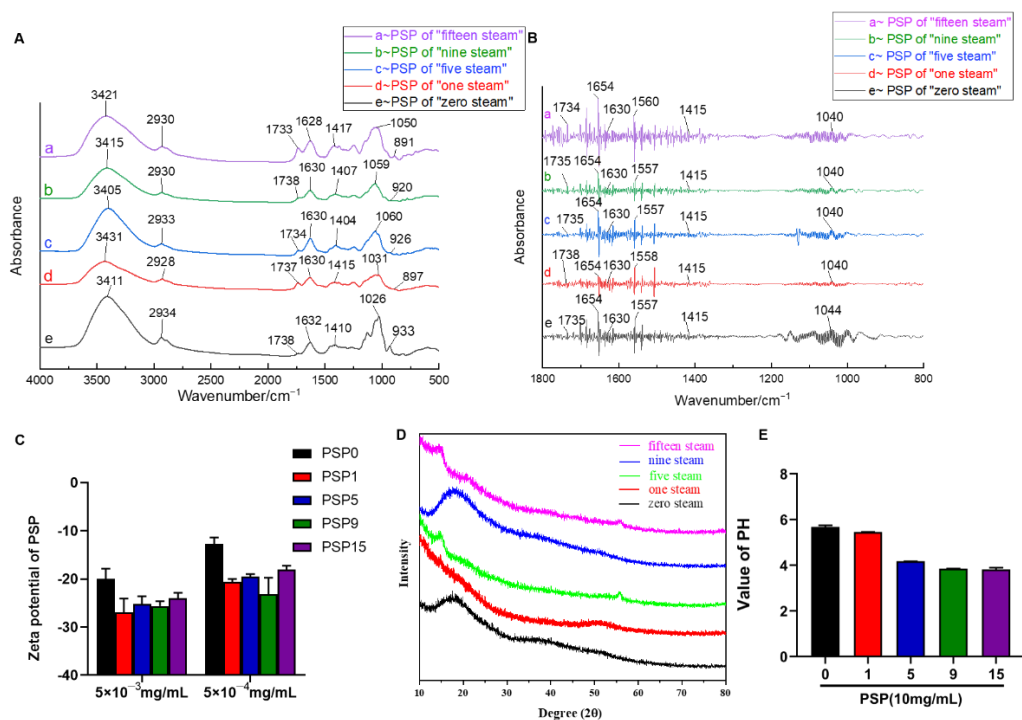 A
a~PSP of "fifteen steam"
b~PSP of "nine steam"
c~PSP of "five steam"
d~PSP of "one steam"
e~PSP of "zero steam"
Absorbance
3421
2930
1733
1628
1417
1050
891
a
3415
2930
1738
1630
1407
1059
920
b
3405
2933
1734
1630
1404
1060
926
c
3431
2928
1737
1630
1415
1031
897
d
3411
2934
1738
1632
1410
1026
933
e
4000 3500 3000 2500 2000 1500 1000 500
Wavenumber/cm⁻¹
B
a~ PSP of "fifteen steam"
b~ PSP of "nine steam"
c~ PSP of "five steam"
d~ PSP of "one steam"
e~ PSP of "zero steam"
Absorbance
a
1734
1654
1630
1560
1415
1040
b
1735
1654
1630
1557
1415
1040
c
1735
1654
1630
1557
1415
1040
d
1738
1654
1630
1558
1415
1040
e
1735
1654
1630
1557
1415
1044
1800 1600 1400 1200 1000 800
Wavenumber/cm⁻¹
C
PSP0
PSP1
PSP5
PSP9
PSP15
Zeta potential of PSP
0
-10
-20
-30
-40
5×10⁻³mg/mL
5×10⁻⁴mg/mL
D
fifteen steam
nine steam
five steam
one steam
zero steam
Intensity
10 20 30 40 50 60 70 80
Degree (2θ)
E
Value of PH
8
6
4
2
0
0 1 5 9 15
PSP(10mg/mL)